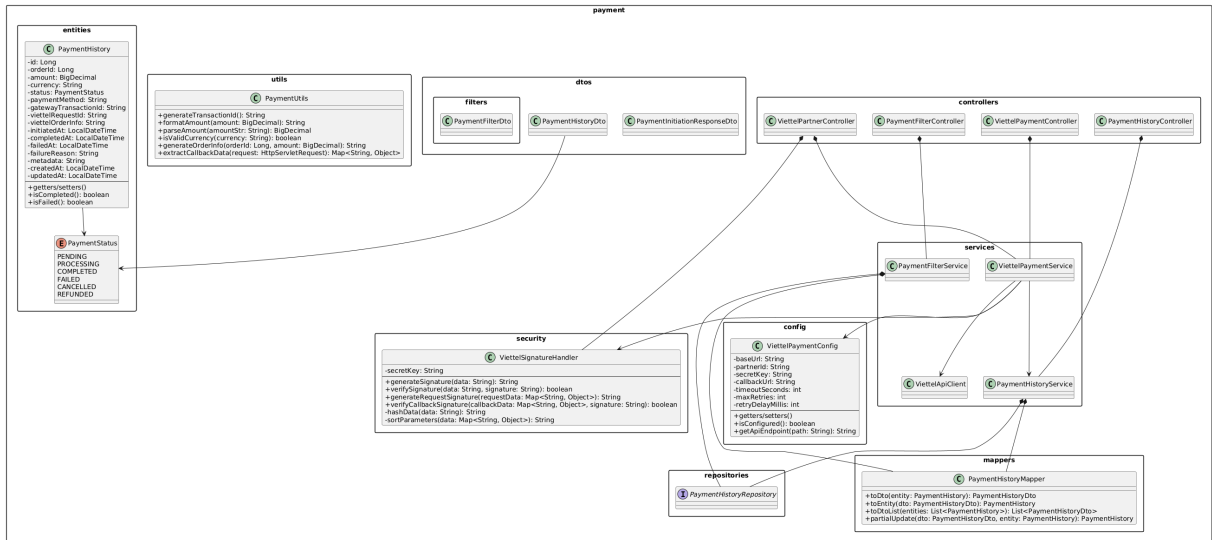 payment
entities
C PaymentHistory
-id: Long
-orderId: Long
-amount: BigDecimal
-currency: String
-status: PaymentStatus
-paymentMethod: String
-gatewayTransactionId: String
-viettelRequestId: String
-viettelOrderInfo: String
-initiatedAt: LocalDateTime
-completedAt: LocalDateTime
-failedAt: LocalDateTime
-failureReason: String
-metadata: String
-createdAt: LocalDateTime
-updatedAt: LocalDateTime
+getters/setters()
+isCompleted(): boolean
+isFailed(): boolean
E PaymentStatus
PENDING
PROCESSING
COMPLETED
FAILED
CANCELLED
REFUNDED
utils
C PaymentUtils
+generateTransactionId(): String
+formatAmount(amount: BigDecimal): String
+parseAmount(amountStr: String): BigDecimal
+isValidCurrency(currency: String): boolean
+generateOrderInfo(orderId: Long, amount: BigDecimal): String
+extractCallbackData(request: HttpServletRequest): Map<String, Object>
dtos
filters
C PaymentFilterDto
C PaymentHistoryDto
C PaymentInitiationResponseDto
controllers
C ViettelPartnerController
C PaymentFilterController
C ViettelPaymentController
C PaymentHistoryController
services
C PaymentFilterService
C ViettelPaymentService
C ViettelApiClient
C PaymentHistoryService
security
C ViettelSignatureHandler
-secretKey: String
+generateSignature(data: String): String
+verifySignature(data: String, signature: String): boolean
+generateRequestSignature(requestData: Map<String, Object>): String
+verifyCallbackSignature(callbackData: Map<String, Object>, signature: String): boolean
-hashData(data: String): String
-sortParameters(data: Map<String, Object>): String
config
C ViettelPaymentConfig
-baseUrl: String
-partnerId: String
-secretKey: String
-callbackUrl: String
-timeoutSeconds: int
-maxRetries: int
-retryDelayMillis: int
+getters/setters()
+isConfigured(): boolean
+getApiEndpoint(path: String): String
repositories
I PaymentHistoryRepository
mappers
C PaymentHistoryMapper
+toDto(entity: PaymentHistory): PaymentHistoryDto
+toEntity(dto: PaymentHistoryDto): PaymentHistory
+toDtoList(entities: List<PaymentHistory>): List<PaymentHistoryDto>
+partialUpdate(dto: PaymentHistoryDto, entity: PaymentHistory): PaymentHistory